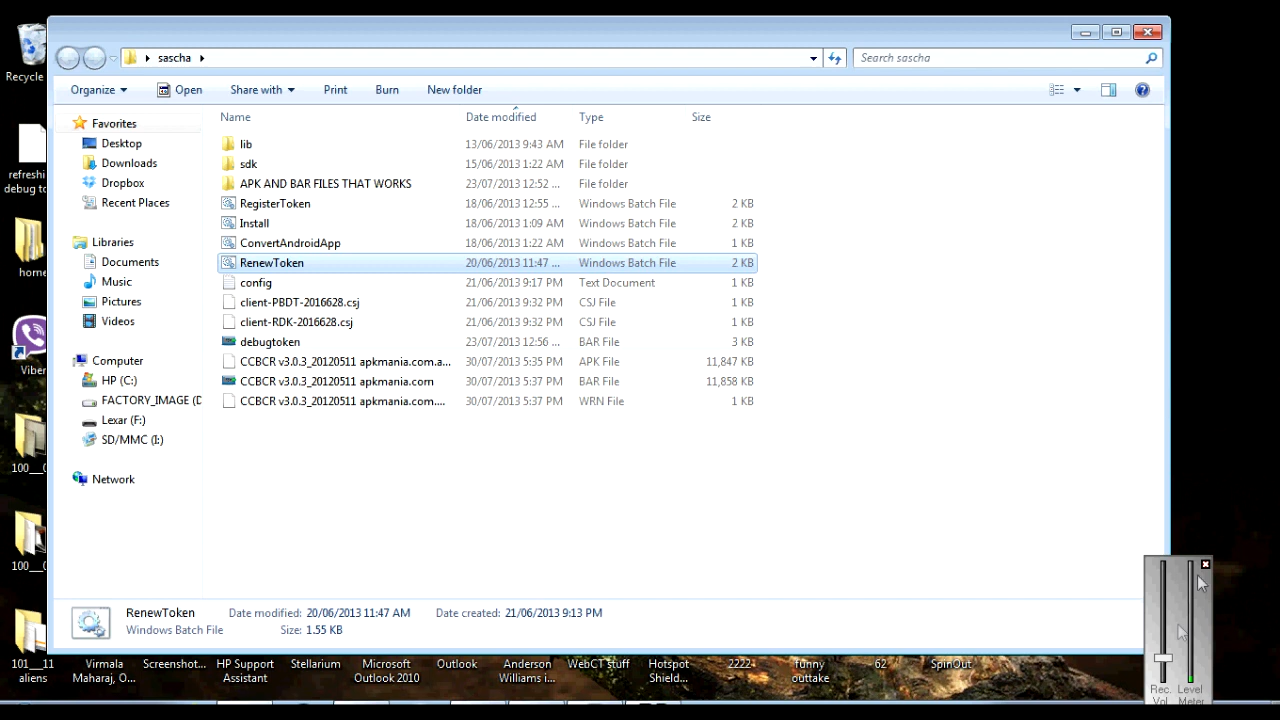 Recycle
refreshi
debug to
home
Viber
100__0
100__
101__11
aliens
sascha
Search sascha
Organize
Open
Share with
Print
Burn
New folder
Favorites
Desktop
Downloads
Dropbox
Recent Places
Libraries
Documents
Music
Pictures
Videos
Computer
HP (C:)
FACTORY_IMAGE (D
Lexar (F:)
SD/MMC (I:)
Network
Name Date modified Type Size
lib 13/06/2013 9:43 AM File folder
sdk 15/06/2013 1:22 AM File folder
APK AND BAR FILES THAT WORKS 23/07/2013 12:52 ... File folder
RegisterToken 18/06/2013 12:55 ... Windows Batch File 2 KB
Install 18/06/2013 1:09 AM Windows Batch File 2 KB
ConvertAndroidApp 18/06/2013 1:22 AM Windows Batch File 1 KB
RenewToken 20/06/2013 11:47 ... Windows Batch File 2 KB
config 21/06/2013 9:17 PM Text Document 1 KB
client-PBDT-2016628.csj 21/06/2013 9:32 PM CSJ File 1 KB
client-RDK-2016628.csj 21/06/2013 9:32 PM CSJ File 1 KB
debugtoken 23/07/2013 12:56 ... BAR File 3 KB
CCBCR v3.0.3_20120511 apkmania.com.a... 30/07/2013 5:35 PM APK File 11,847 KB
CCBCR v3.0.3_20120511 apkmania.com 30/07/2013 5:37 PM BAR File 11,858 KB
CCBCR v3.0.3_20120511 apkmania.com.... 30/07/2013 5:37 PM WRN File 1 KB
RenewToken Date modified: 20/06/2013 11:47 AM Date created: 21/06/2013 9:13 PM
Windows Batch File Size: 1.55 KB
Virmala
Maharaj, O...
Screenshot...
HP Support
Assistant
Stellarium
Microsoft
Outlook 2010
Outlook
Anderson
Williams i...
WebCT stuff
Hotspot
Shield...
2222-
funny
outtake
62
SpinOut
Rec. Level
Vol Meter